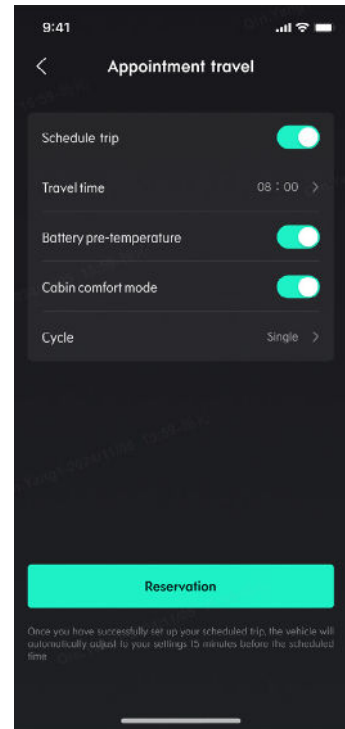 9:41
Appointment travel
Schedule trip
Travel time 08 : 00
Battery pre-temperature
Cabin comfort mode
Cycle Single
Reservation
Once you have successfully set up your scheduled trip, the vehicle will
automatically adjust to your settings 15 minutes before the scheduled
time